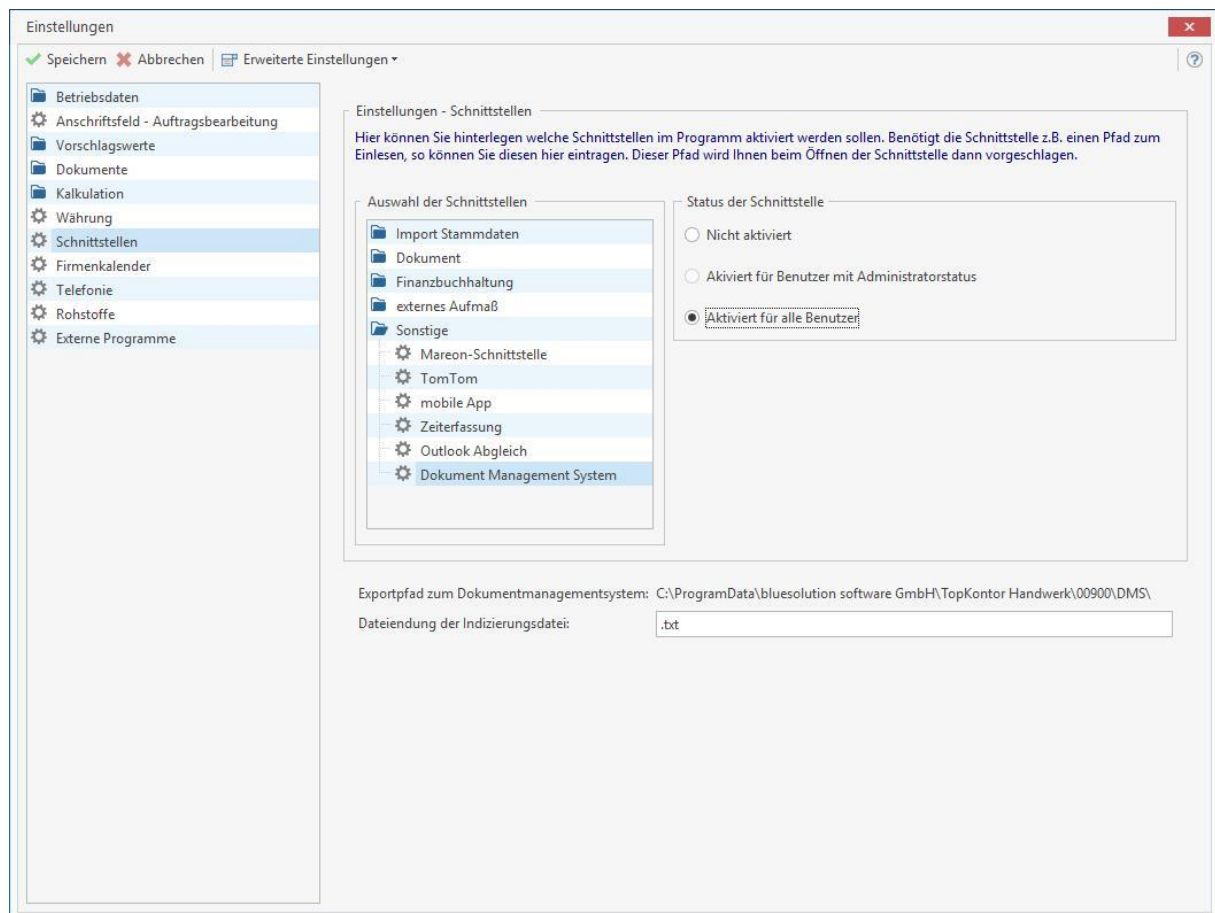 Einstellungen
Speichern Abbrechen Erweiterte Einstellungen
Betriebsdaten
Anschriftsfeld - Auftragsbearbeitung
Vorschlagswerte
Dokumente
Kalkulation
Währung
Schnittstellen
Firmenkalender
Telefonie
Rohstoffe
Externe Programme
Einstellungen - Schnittstellen
Hier können Sie hinterlegen welche Schnittstellen im Programm aktiviert werden sollen. Benötigt die Schnittstelle z.B. einen Pfad zum
Einlesen, so können Sie diesen hier eintragen. Dieser Pfad wird Ihnen beim Öffnen der Schnittstelle dann vorgeschlagen.
Auswahl der Schnittstellen
Import Stammdaten
Dokument
Finanzbuchhaltung
externes Aufmaß
Sonstige
Mareon-Schnittstelle
TomTom
mobile App
Zeiterfassung
Outlook Abgleich
Dokument Management System
Status der Schnittstelle
Nicht aktiviert
Akiviert für Benutzer mit Administratorstatus
Aktiviert für alle Benutzer
Exportpfad zum Dokumentmanagementsystem: C:\ProgramData\bluesolution software GmbH\TopKontor Handwerk\00900\DMS\
Dateiendung der Indizierungsdatei: .txt